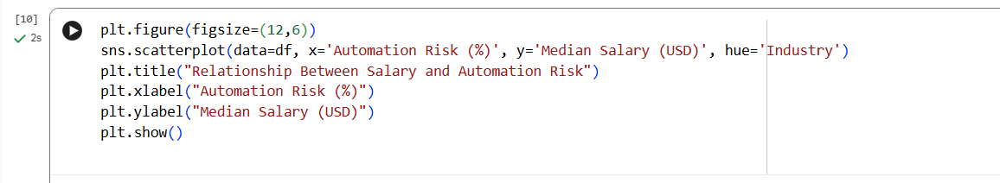 [10]
2s
plt.figure(figsize=(12,6))
sns.scatterplot(data=df, x='Automation Risk (%)', y='Median Salary (USD)', hue='Industry')
plt.title("Relationship Between Salary and Automation Risk")
plt.xlabel("Automation Risk (%)")
plt.ylabel("Median Salary (USD)")
plt.show()